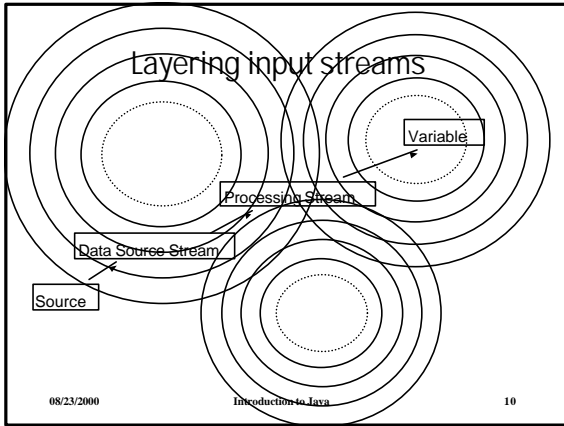 Layering input streams
Variable
Processing Stream
Data Source Stream
Source
08/23/2000 Introduction to Java 10